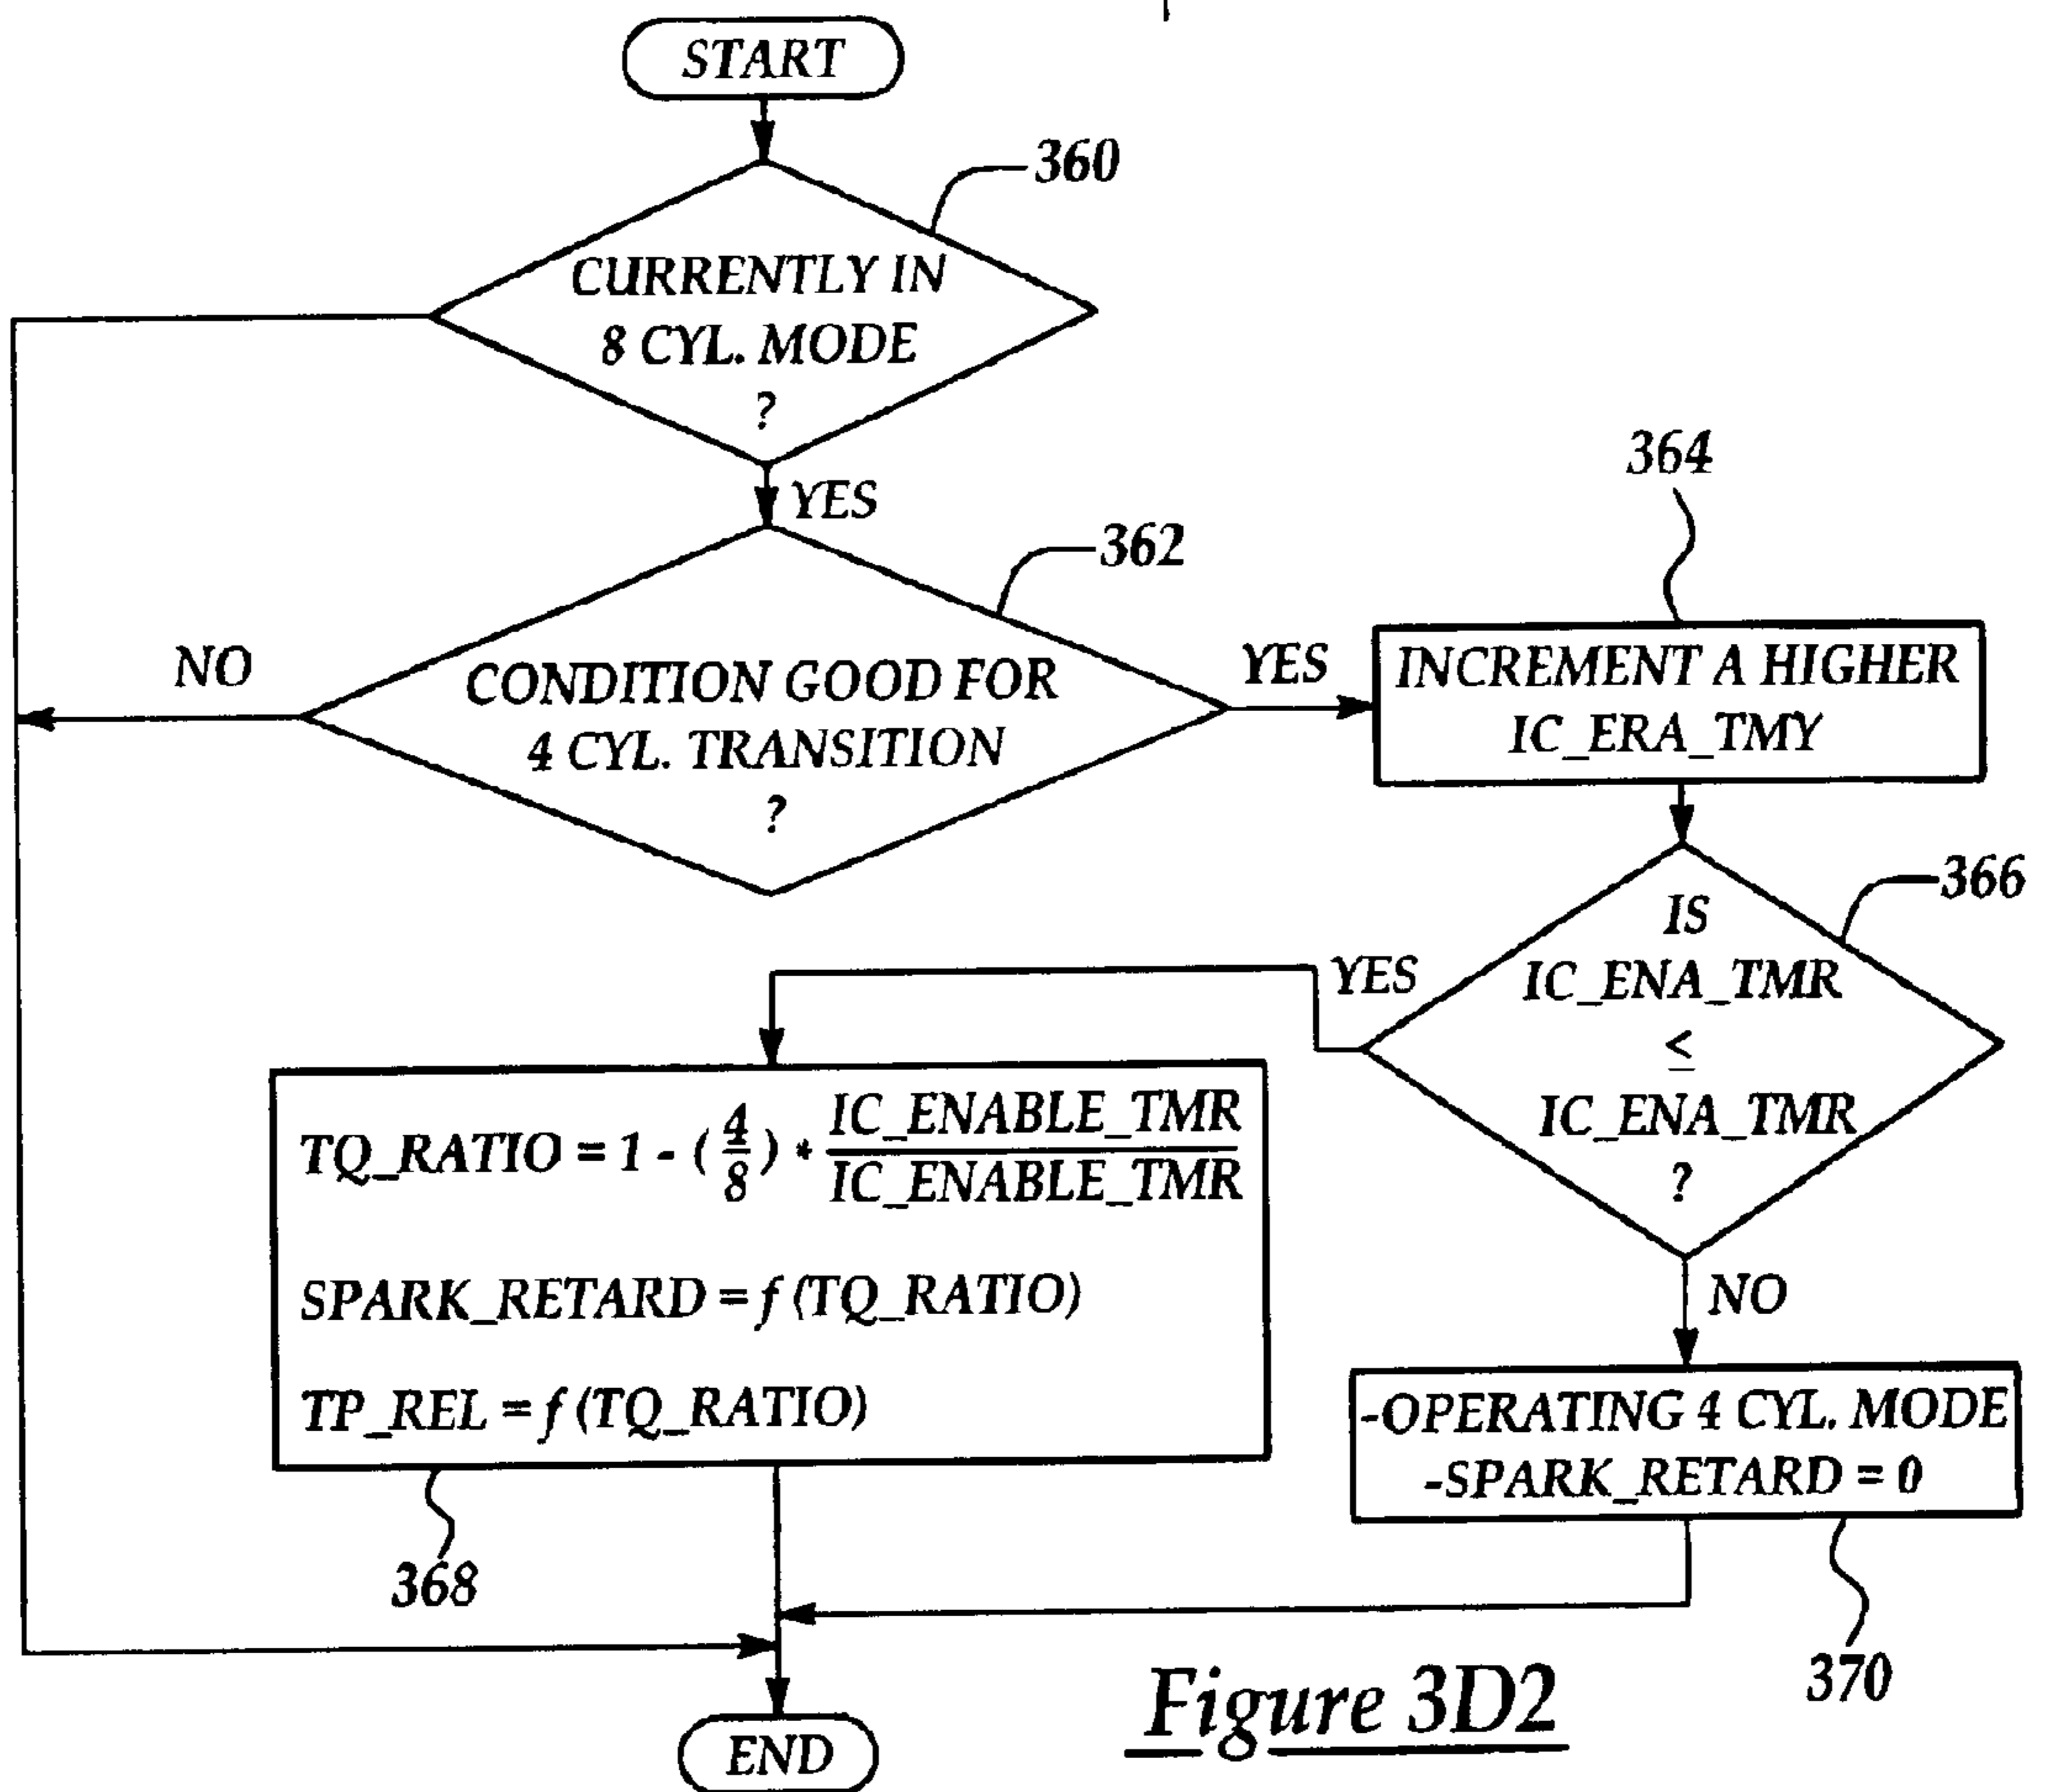 START
360
CURRENTLY IN
8 CYL. MODE
?
YES
362
364
NO
CONDITION GOOD FOR
4 CYL. TRANSITION
?
YES
INCREMENT A HIGHER
IC_ERA_TMY
366
IS
IC_ENA_TMR
≤
IC_ENA_TMR
?
YES
TQ_RATIO = 1 - ( 4/8 ) * IC_ENABLE_TMR / IC_ENABLE_TMR
SPARK_RETARD = f (TQ_RATIO)
TP_REL = f (TQ_RATIO)
NO
-OPERATING 4 CYL. MODE
-SPARK_RETARD = 0
368
370
END
Figure 3D2